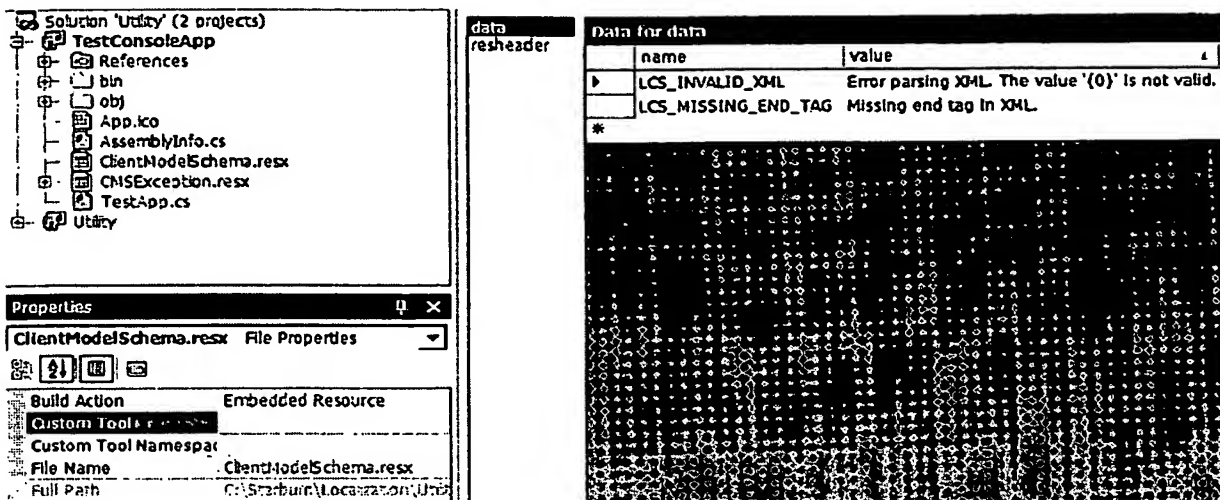 Solution 'Utility' (2 projects)
TestConsoleApp
References
bin
obj
App.ico
AssemblyInfo.cs
ClientModelSchema.resx
CMSException.resx
TestApp.cs
Utility
Properties
ClientModelSchema.resx File Properties
Build Action Embedded Resource
Custom Tool
Custom Tool Namespac
File Name ClientModelSchema.resx
Full Path
data
resheader
Data for data
name value
LCS_INVALID_XML Error parsing XML. The value '{0}' is not valid.
LCS_MISSING_END_TAG Missing end tag in XML.
*